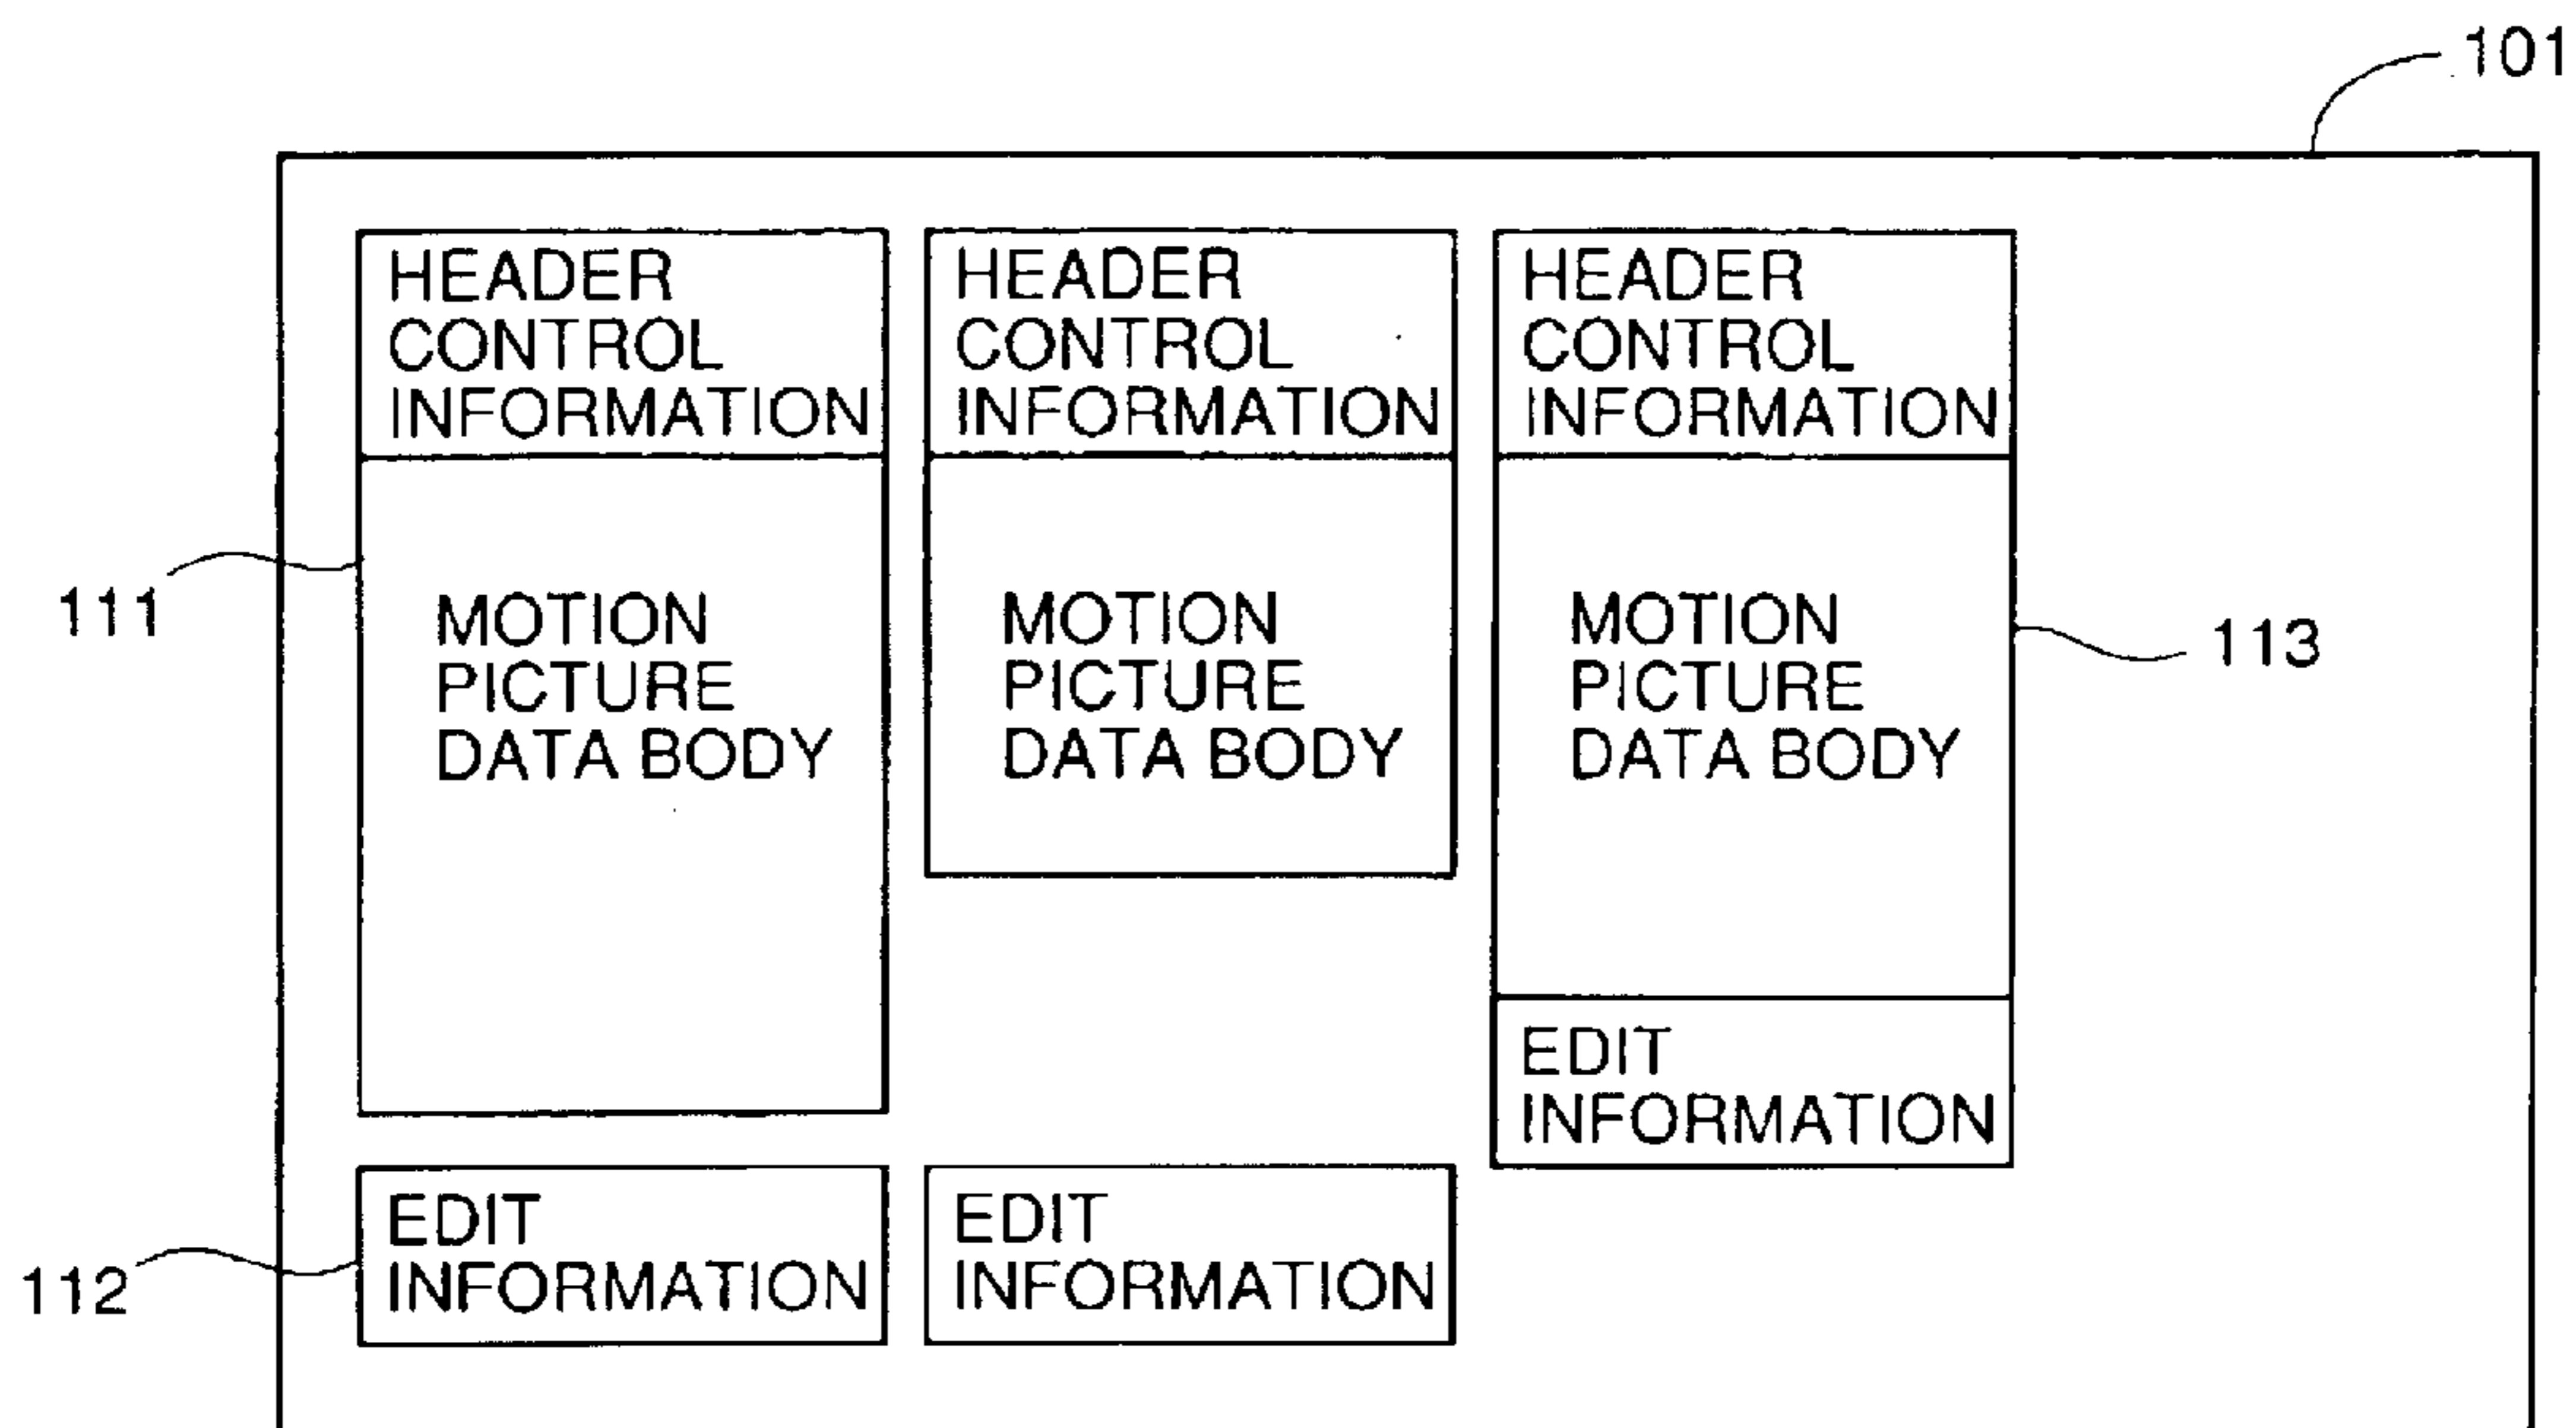 101
HEADER
CONTROL
INFORMATION
MOTION
PICTURE
DATA BODY
111
HEADER
CONTROL
INFORMATION
MOTION
PICTURE
DATA BODY
HEADER
CONTROL
INFORMATION
MOTION
PICTURE
DATA BODY
113
EDIT
INFORMATION
EDIT
INFORMATION
112
EDIT
INFORMATION